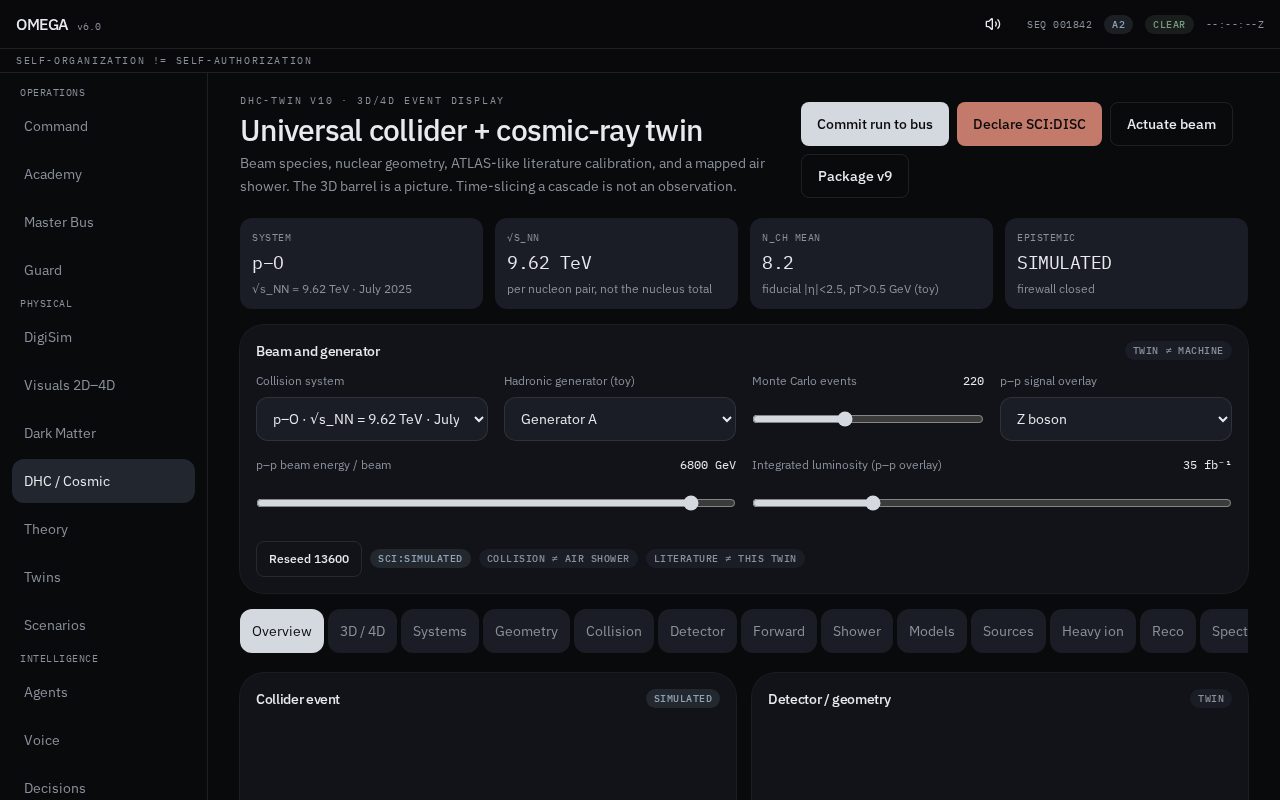 OMEGA v6.0
SEQ 001842 A2 CLEAR --:--:--Z
SELF-ORGANIZATION != SELF-AUTHORIZATION
OPERATIONS
Command
Academy
Master Bus
Guard
PHYSICAL
DigiSim
Visuals 2D–4D
Dark Matter
DHC / Cosmic
Theory
Twins
Scenarios
INTELLIGENCE
Agents
Voice
Decisions
DHC-TWIN V10 · 3D/4D EVENT DISPLAY
Universal collider + cosmic-ray twin
Beam species, nuclear geometry, ATLAS-like literature calibration, and a mapped air
shower. The 3D barrel is a picture. Time-slicing a cascade is not an observation.
Commit run to bus
Declare SCI:DISC
Actuate beam
Package v9
SYSTEM
p–O
√s_NN = 9.62 TeV · July 2025
√S_NN
9.62 TeV
per nucleon pair, not the nucleus total
N_CH MEAN
8.2
fiducial |η|<2.5, pT>0.5 GeV (toy)
EPISTEMIC
SIMULATED
firewall closed
Beam and generator
TWIN ≠ MACHINE
Collision system
p–O · √s_NN = 9.62 TeV · July
Hadronic generator (toy)
Generator A
Monte Carlo events 220
p–p signal overlay
Z boson
p–p beam energy / beam 6800 GeV
Integrated luminosity (p–p overlay) 35 fb⁻¹
Reseed 13600
SCI:SIMULATED
COLLISION ≠ AIR SHOWER
LITERATURE ≠ THIS TWIN
Overview
3D / 4D
Systems
Geometry
Collision
Detector
Forward
Shower
Models
Sources
Heavy ion
Reco
Spect
Collider event
SIMULATED
Detector / geometry
TWIN